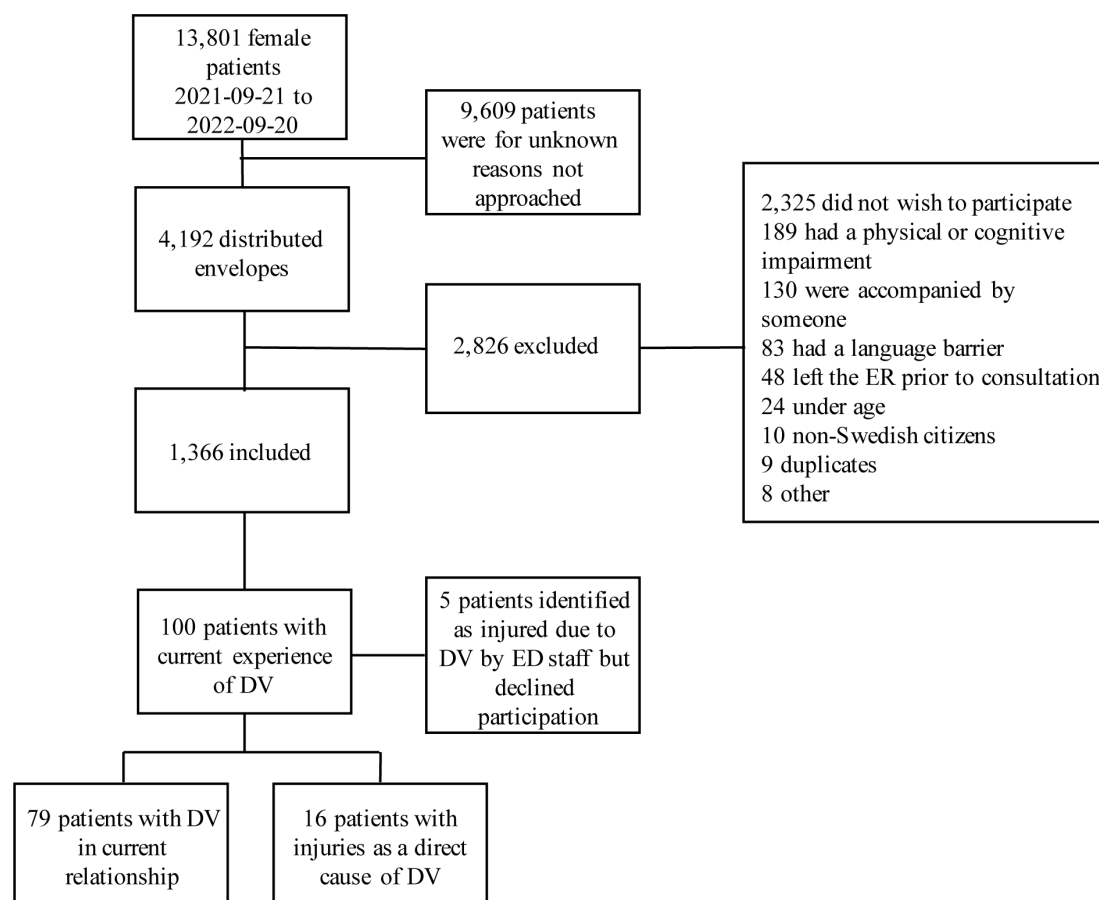 13,801 female
patients
2021-09-21 to
2022-09-20
9,609 patients
were for unknown
reasons not
approached
4,192 distributed
envelopes
2,826 excluded
2,325 did not wish to participate
189 had a physical or cognitive
impairment
130 were accompanied by
someone
83 had a language barrier
48 left the ER prior to consultation
24 under age
10 non-Swedish citizens
9 duplicates
8 other
1,366 included
100 patients with
current experience
of DV
5 patients identified
as injured due to
DV by ED staff but
declined
participation
79 patients with DV
in current
relationship
16 patients with
injuries as a direct
cause of DV